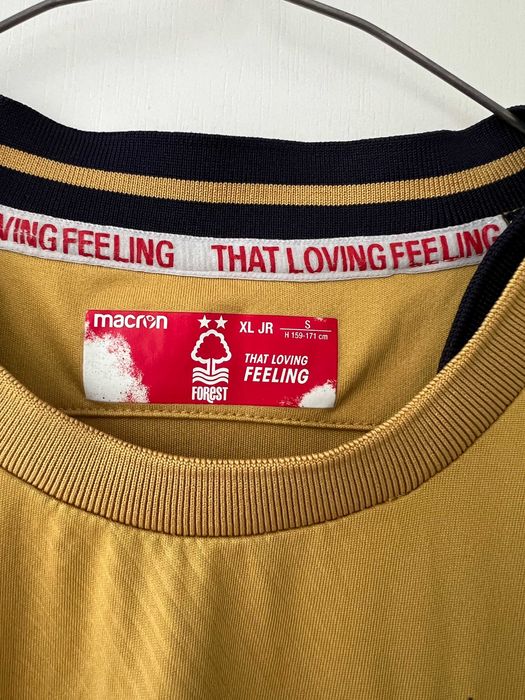 VING FEELING THAT LOVING FEELING
macron XL JR S
H 159-171 cm
THAT LOVING
FEELING
FOREST